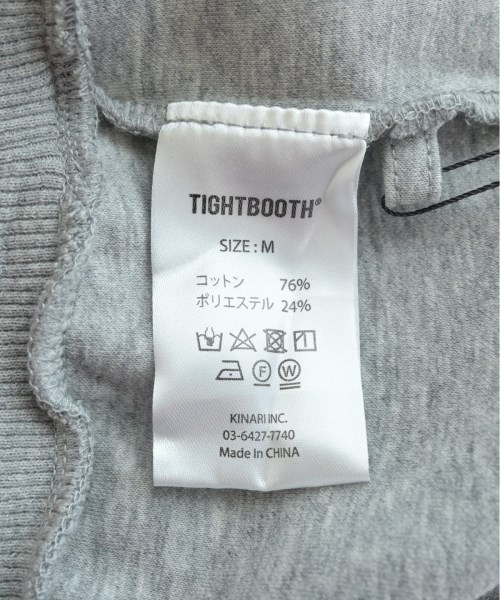 TIGHTBOOTH®
SIZE : M
コットン 76%
ポリエステル 24%
F W
KINARI INC.
03-6427-7740
Made In CHINA